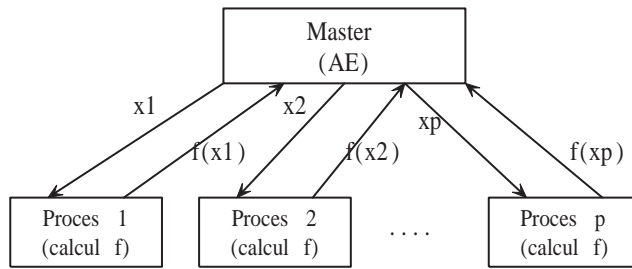 Master
(AE)
x1
f(x1)
x2
f(x2)
xp
f(xp)
Proces 1
(calcul f)
Proces 2
(calcul f)
....
Proces p
(calcul f)